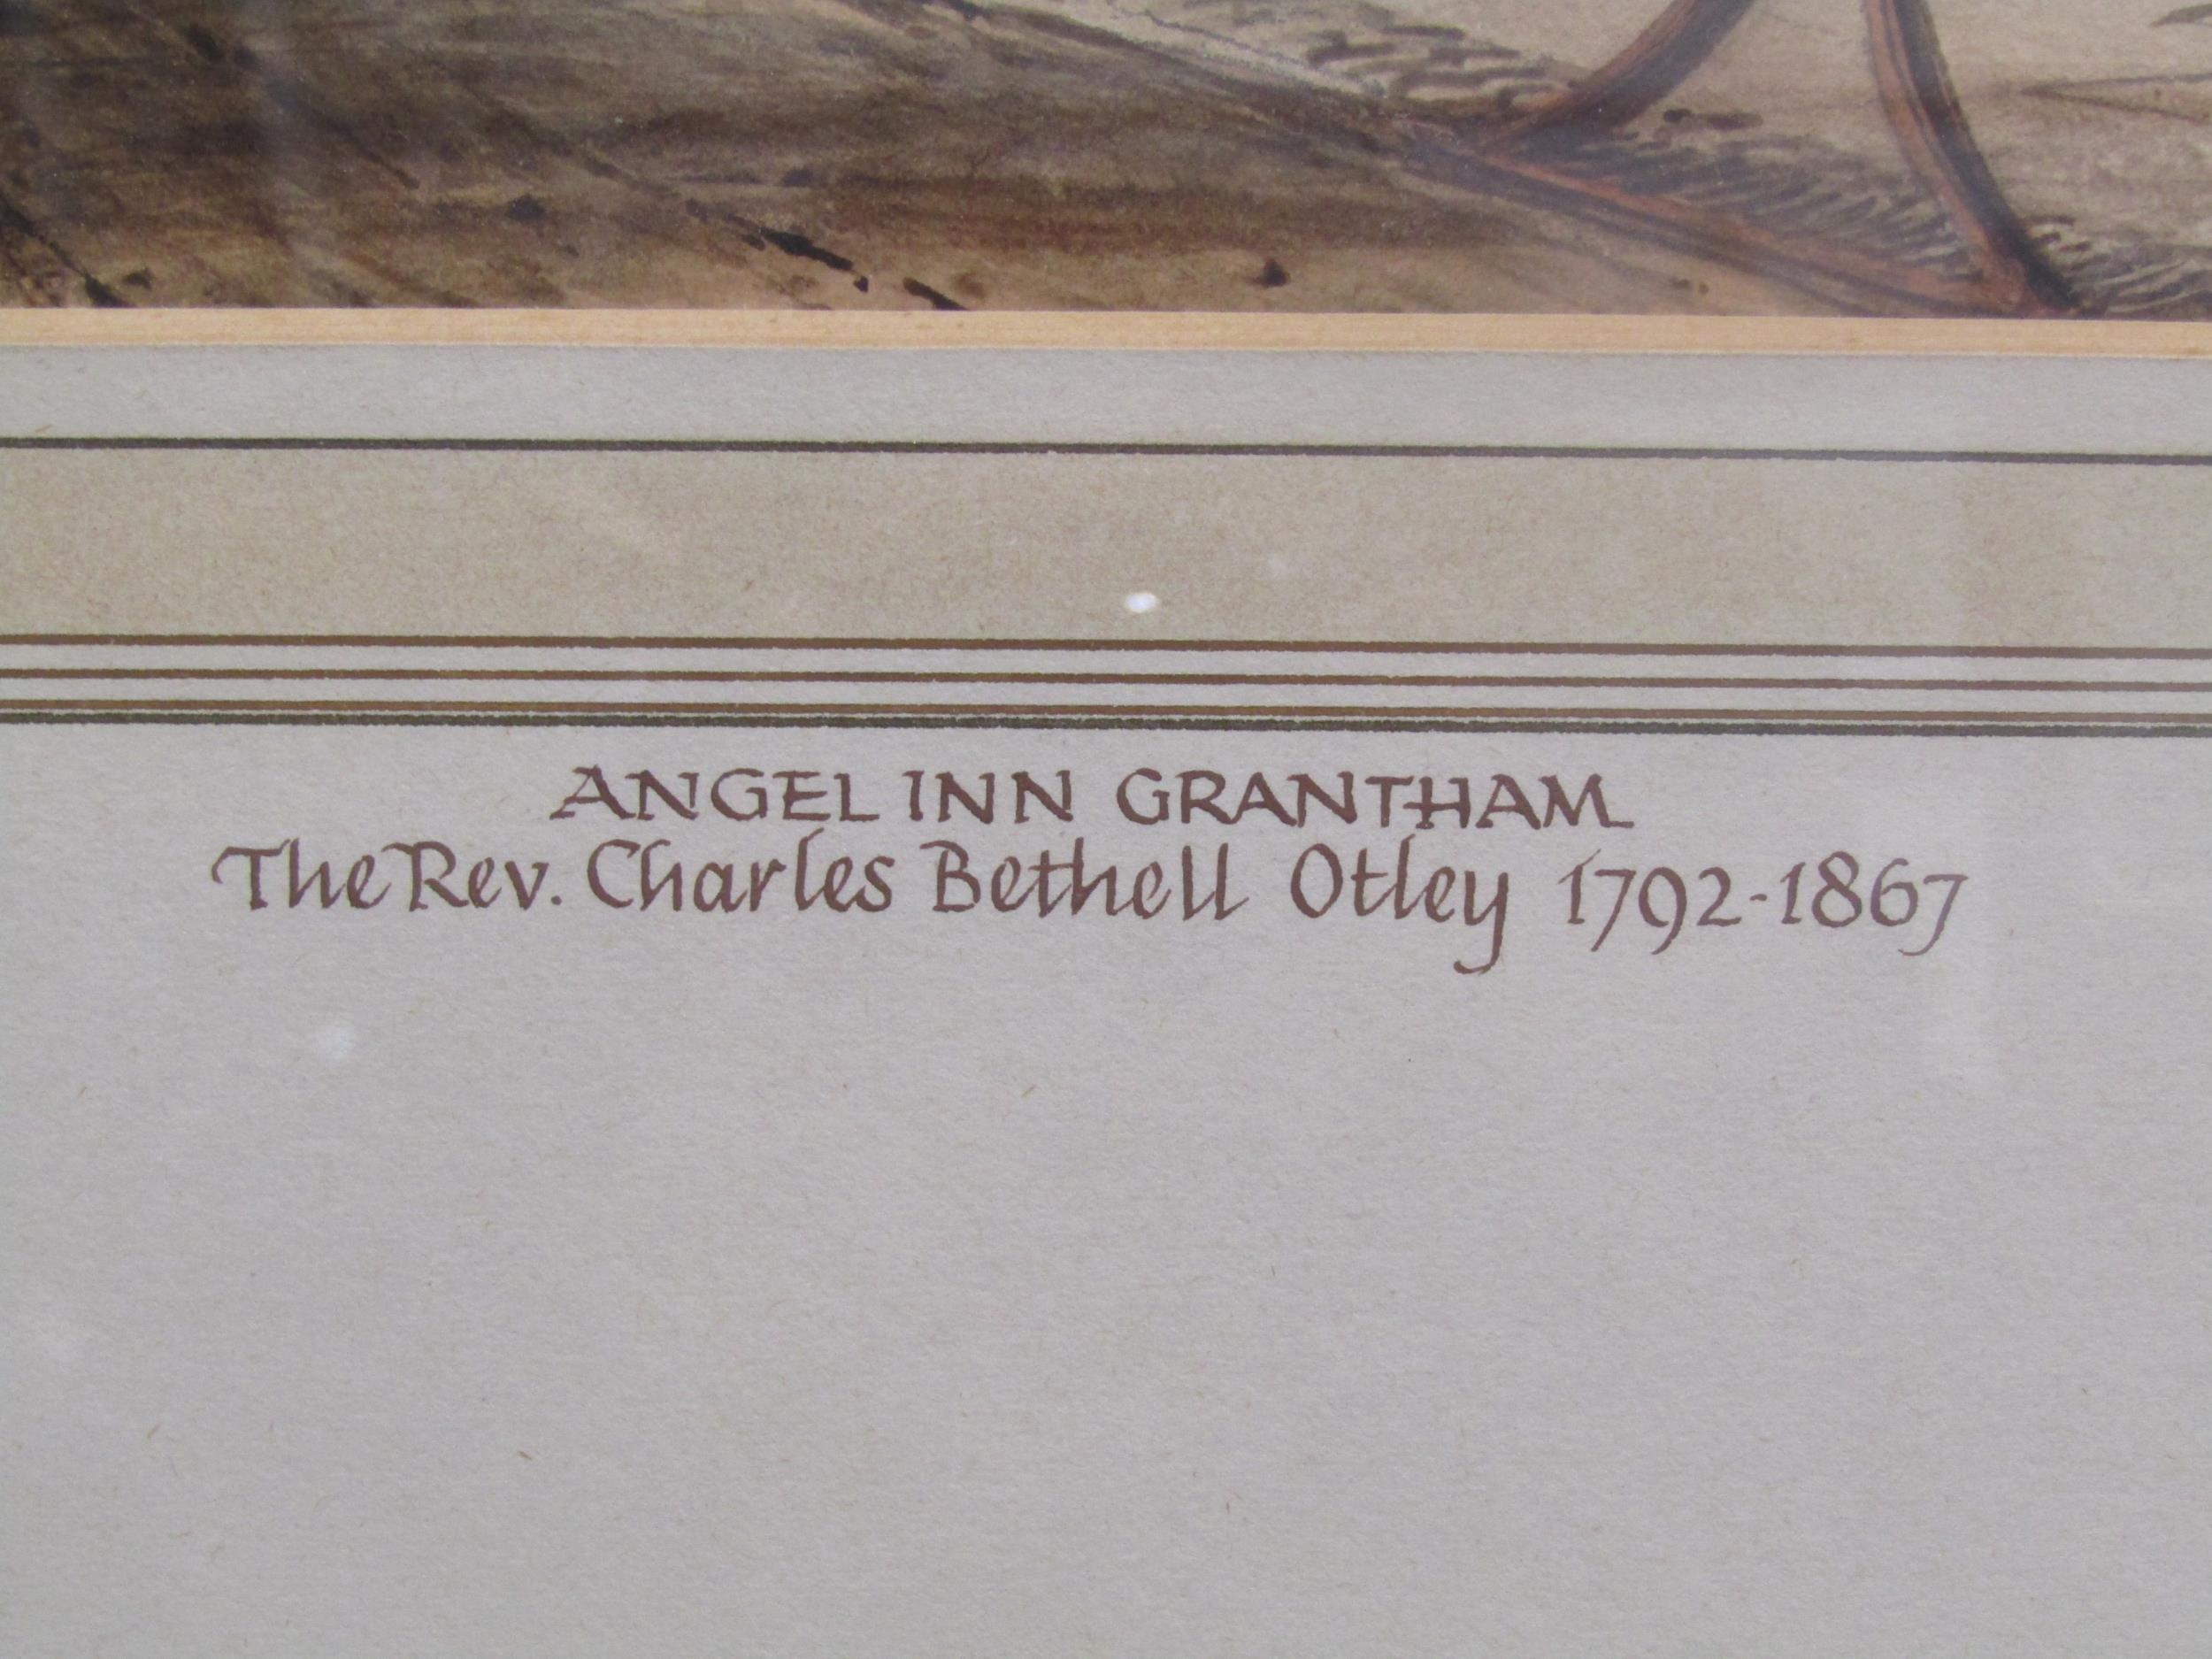 ANGEL INN GRANTHAM
The Rev. Charles Bethell Otley 1792-1867